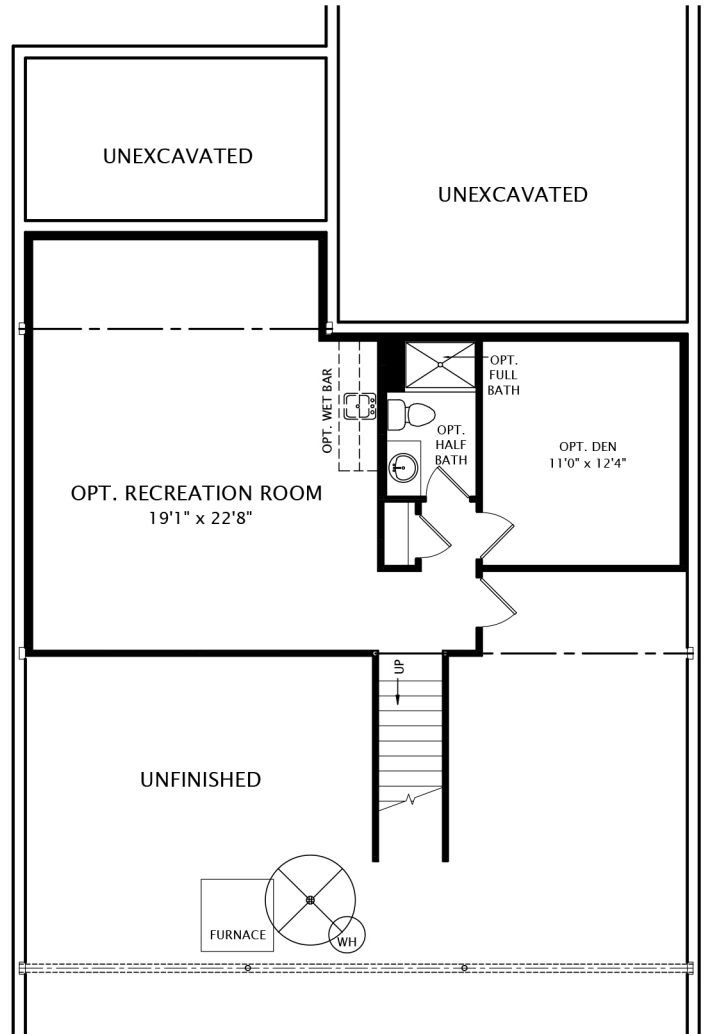 UNEXCAVATED
UNEXCAVATED
OPT. WET BAR
OPT.
FULL
BATH
OPT.
HALF
BATH
OPT. DEN
11'0" x 12'4"
OPT. RECREATION ROOM
19'1" x 22'8"
UP
UNFINISHED
FURNACE
WH